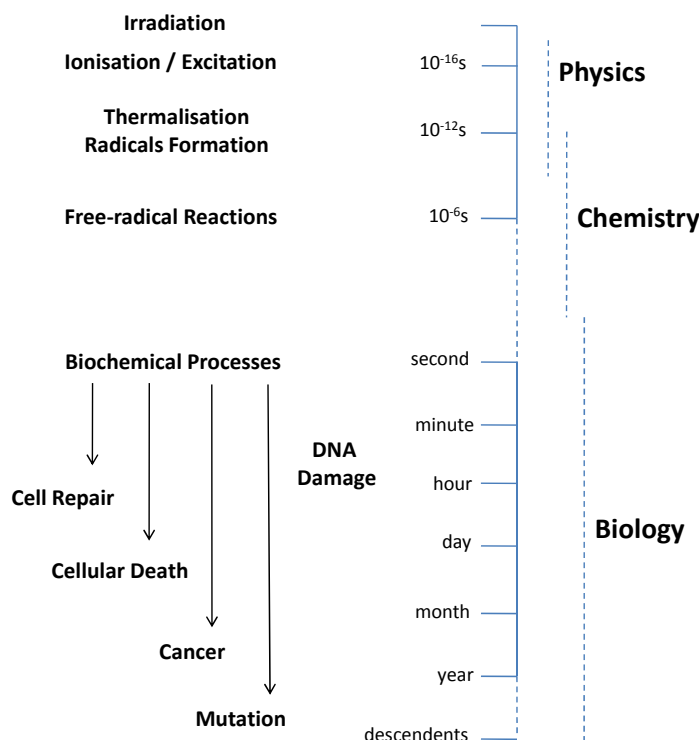 Irradiation
Ionisation / Excitation
10-16s
Physics
Thermalisation
Radicals Formation
10-12s
Free-radical Reactions
10-6s
Chemistry
Biochemical Processes
second
minute
DNA
Damage
hour
Cell Repair
Biology
day
Cellular Death
month
Cancer
year
Mutation
descendents